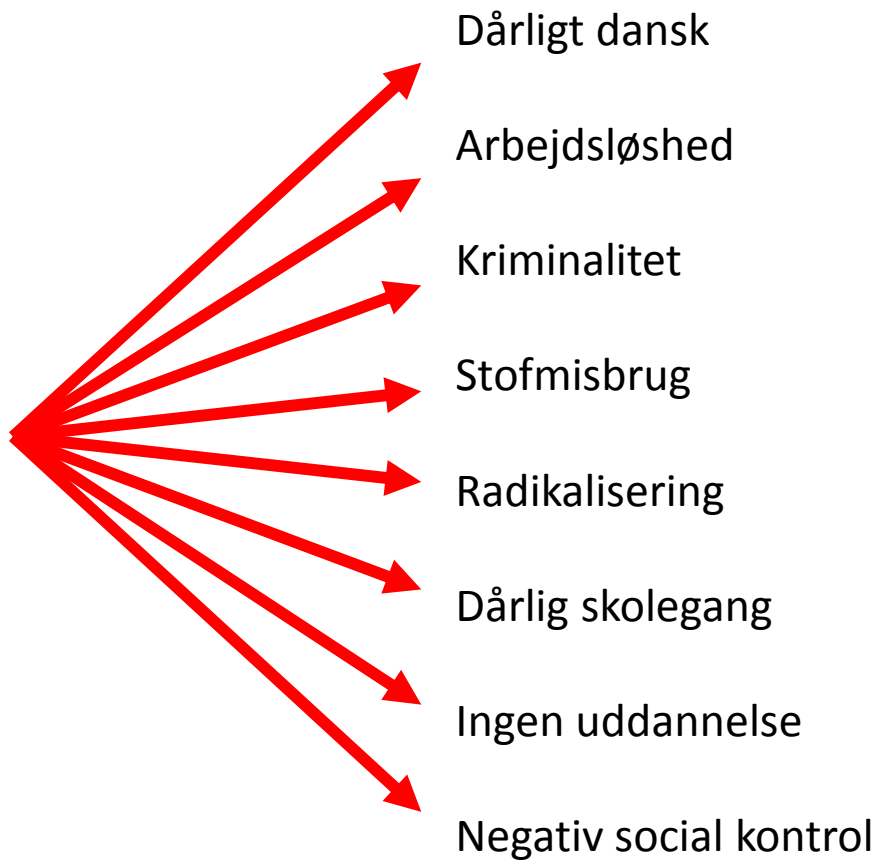 Dårligt dansk
Arbejdsløshed
Kriminalitet
Stofmisbrug
Radikalisering
Dårlig skolegang
Ingen uddannelse
Negativ social kontrol